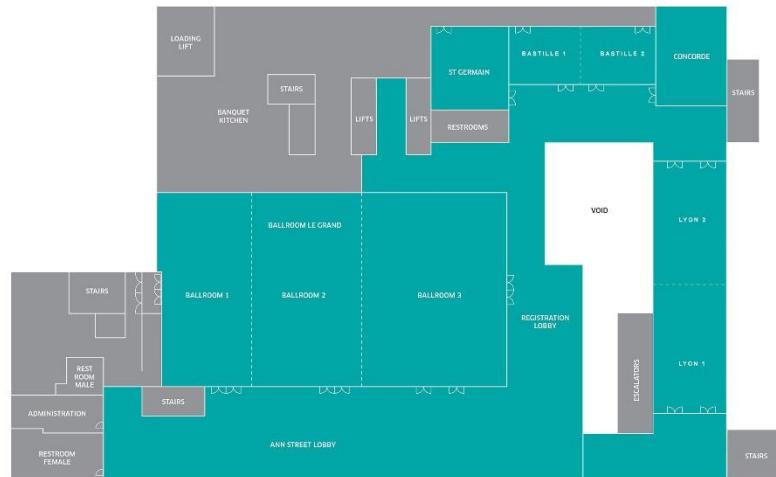 LOADING
LIFT
STAIRS
BANQUET
KITCHEN
LIFTS
LIFTS
ST GERMAIN
RESTROOMS
BASTILLE 1
BASTILLE 2
CONCORDE
STAIRS
VOID
LYON 2
BALLROOM LE GRAND
BALLROOM 1
BALLROOM 2
BALLROOM 3
REGISTRATION
LOBBY
ESCALATORS
LYON 1
STAIRS
REST
ROOM
MALE
STAIRS
ADMINISTRATION
RESTROOM
FEMALE
ANN STREET LOBBY
STAIRS